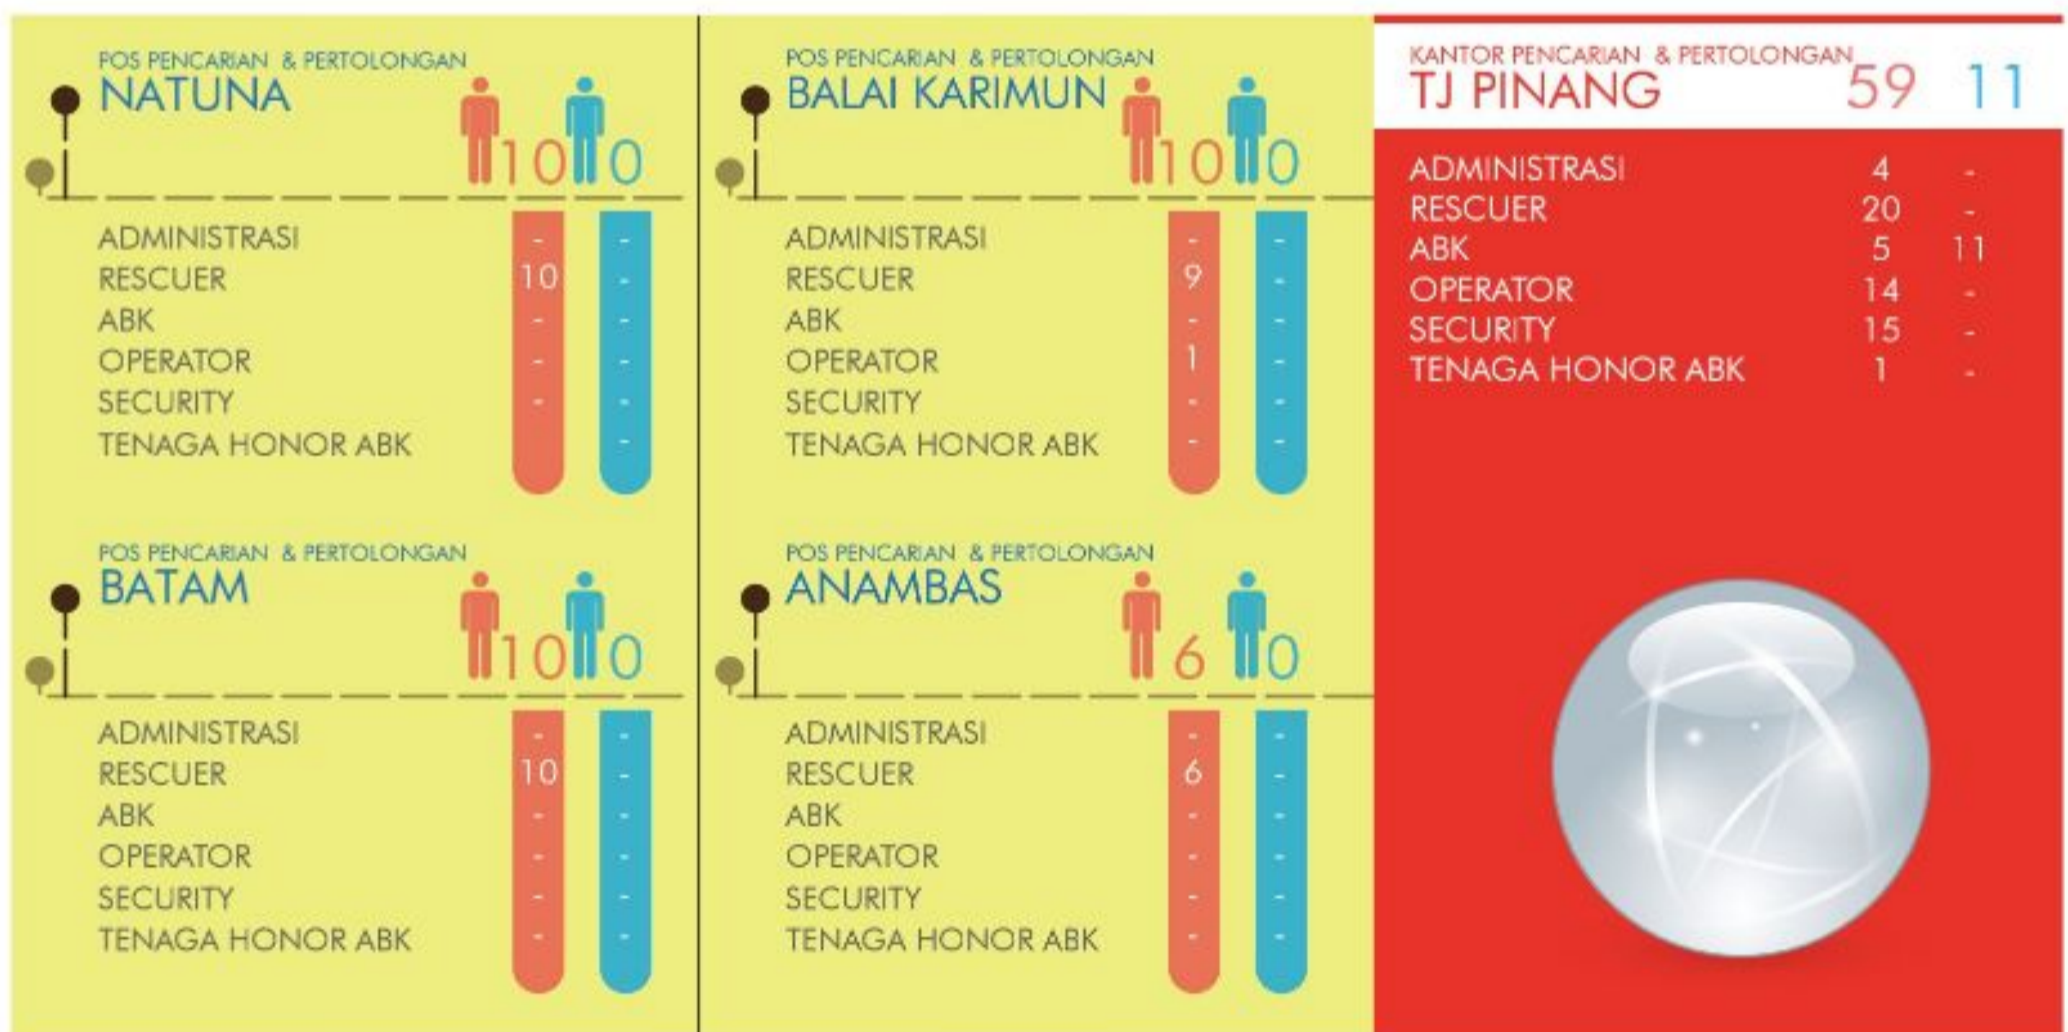 POS PENCARIAN & PERTOLONGAN
NATUNA
10 0
ADMINISTRASI - -
RESCUER 10 -
ABK - -
OPERATOR - -
SECURITY - -
TENAGA HONOR ABK -
POS PENCARIAN & PERTOLONGAN
BALAI KARIMUN
10 0
ADMINISTRASI - -
RESCUER 9 -
ABK - -
OPERATOR 1 -
SECURITY - -
TENAGA HONOR ABK - -
POS PENCARIAN & PERTOLONGAN
BATAM
10 0
ADMINISTRASI - -
RESCUER 10 -
ABK - -
OPERATOR - -
SECURITY - -
TENAGA HONOR ABK - -
POS PENCARIAN & PERTOLONGAN
ANAMBAS
6 0
ADMINISTRASI - -
RESCUER 6 -
ABK - -
OPERATOR - -
SECURITY - -
TENAGA HONOR ABK - -
KANTOR PENCARIAN & PERTOLONGAN
TJ PINANG 59 11
ADMINISTRASI 4 -
RESCUER 20 -
ABK 5 11
OPERATOR 14 -
SECURITY 15 -
TENAGA HONOR ABK 1 -